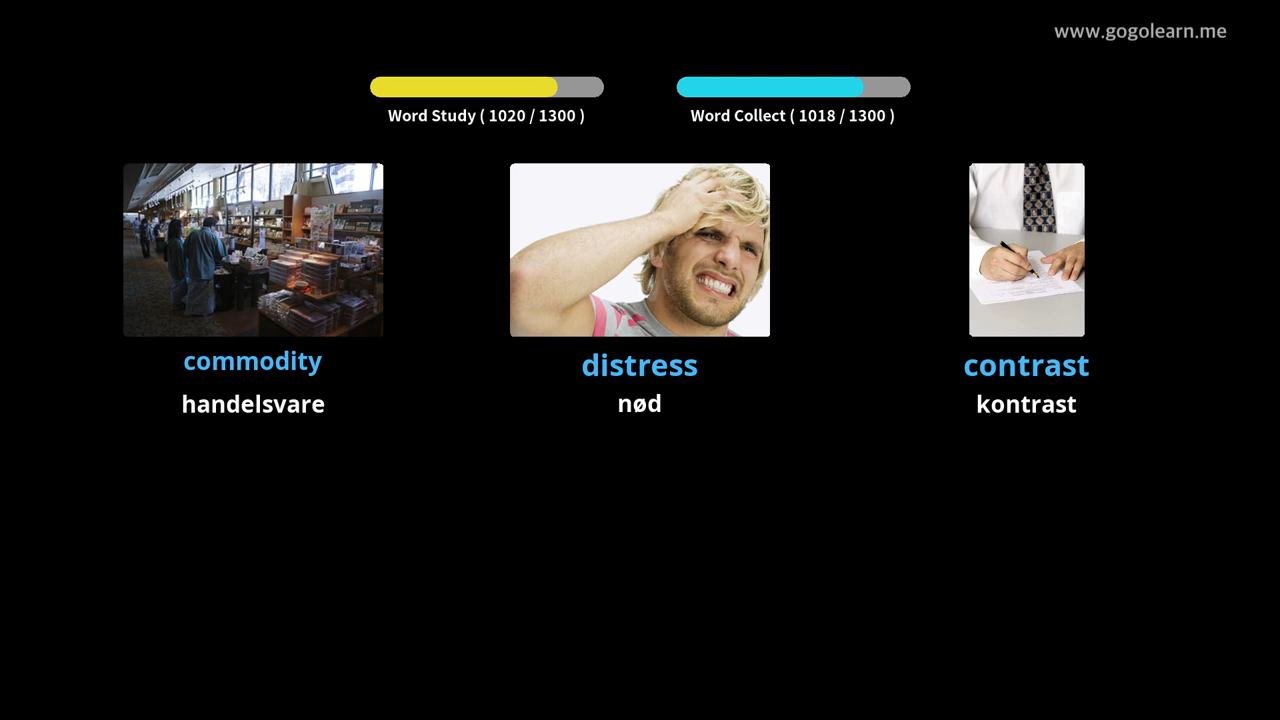 www.gogolearn.me
Word Study ( 1020 / 1300 )
Word Collect ( 1018 / 1300 )
commodity
distress
contrast
handelsvare
nød
kontrast